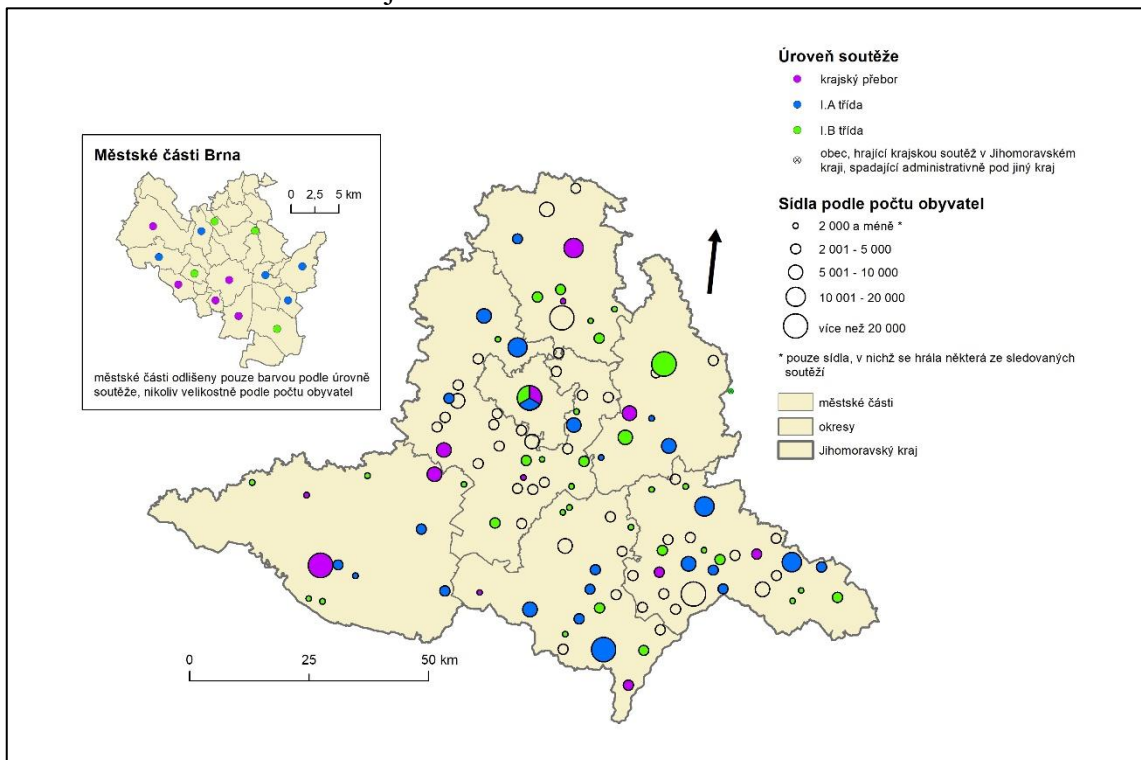 Městské části Brna
0 2,5 5 km
městské části odlišeny pouze barvou podle úrovně
soutěže, nikoliv velikostně podle počtu obyvatel
Úroveň soutěže
krajský přebor
I.A třída
I.B třída
obec, hrající krajskou soutěž v Jihomoravském
kraji, spadající administrativně pod jiný kraj
Sídla podle počtu obyvatel
2 000 a méně *
2 001 - 5 000
5 001 - 10 000
10 001 - 20 000
více než 20 000
* pouze sídla, v nichž se hrála některá ze sledovaných
soutěží
městské části
okresy
Jihomoravský kraj
0 25 50 km